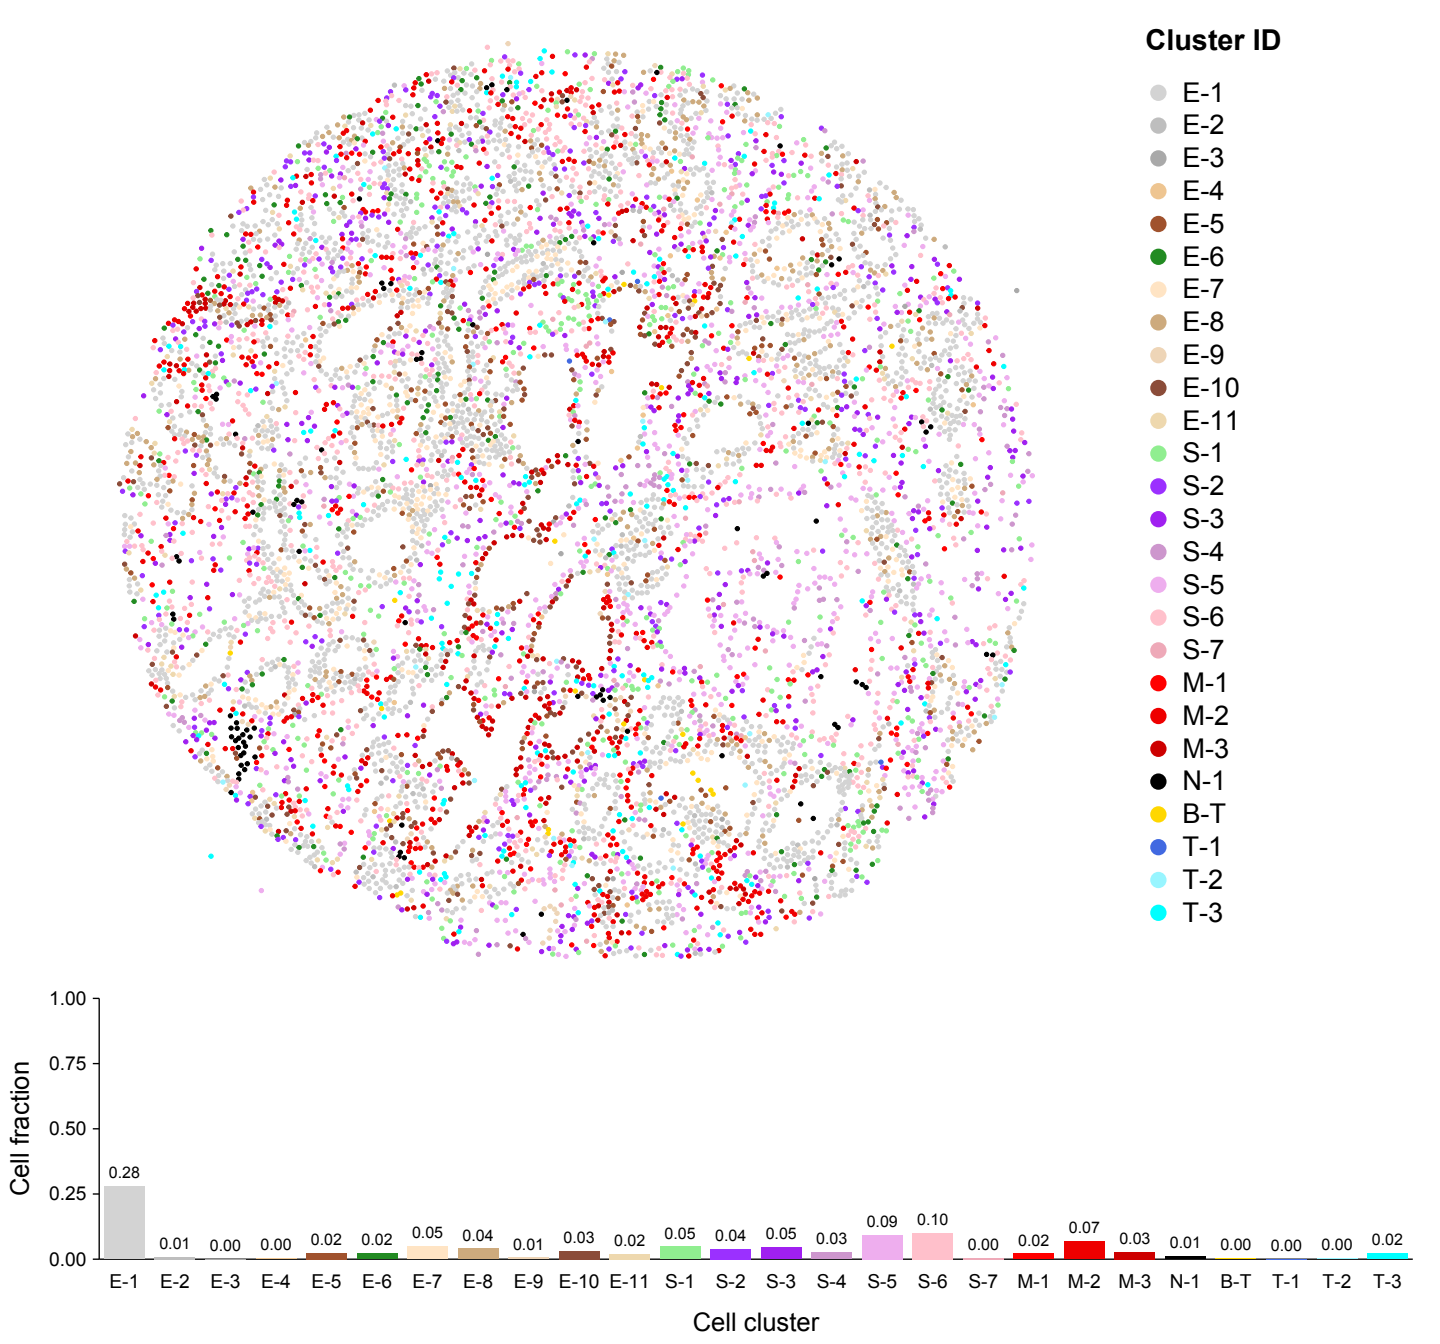 Cluster ID
E-1
E-2
E-3
E-4
E-5
E-6
E-7
E-8
E-9
E-10
E-11
S-1
S-2
S-3
S-4
S-5
S-6
S-7
M-1
M-2
M-3
N-1
B-T
T-1
T-2
T-3
1.00
0.75
0.50
0.25
0.00
Cell fraction
0.28 0.01 0.00 0.00 0.02 0.02 0.05 0.04 0.01 0.03 0.02 0.05 0.04 0.05 0.03 0.09 0.10 0.00 0.02 0.07 0.03 0.01 0.00 0.00 0.00 0.02
E-1 E-2 E-3 E-4 E-5 E-6 E-7 E-8 E-9 E-10 E-11 S-1 S-2 S-3 S-4 S-5 S-6 S-7 M-1 M-2 M-3 N-1 B-T T-1 T-2 T-3
Cell cluster